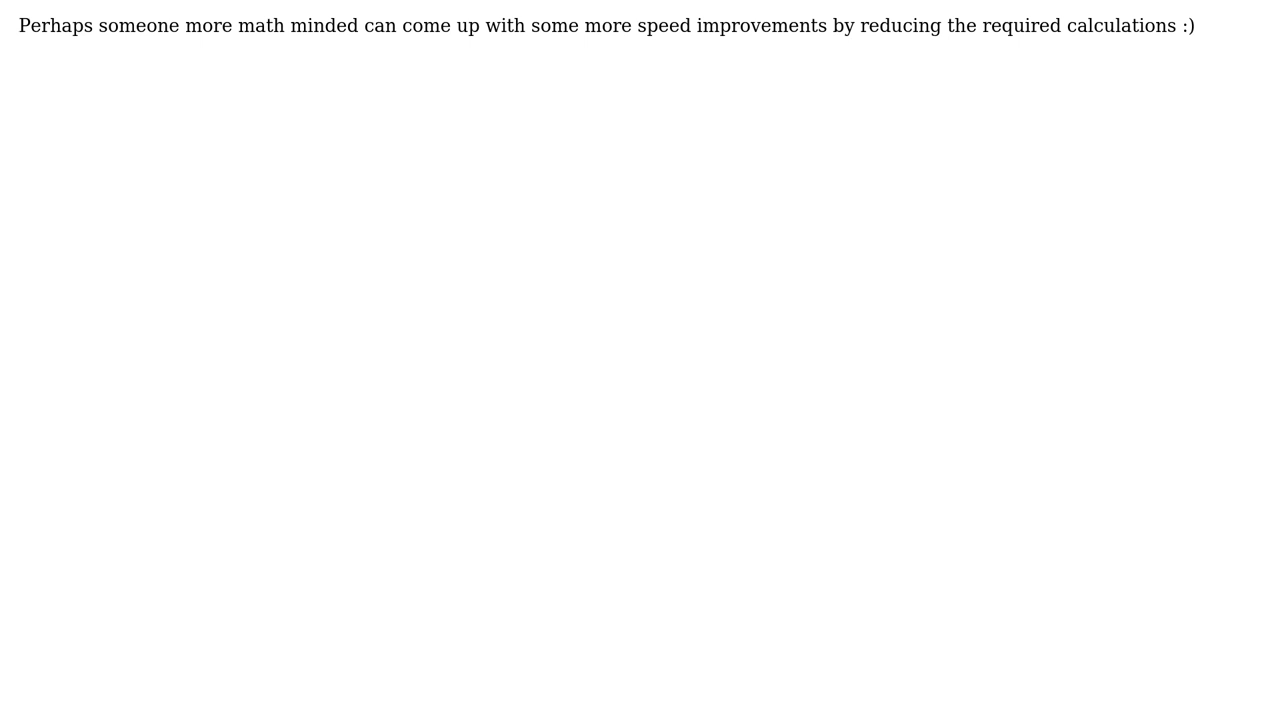 Perhaps someone more math minded can come up with some more speed improvements by reducing the required calculations :)